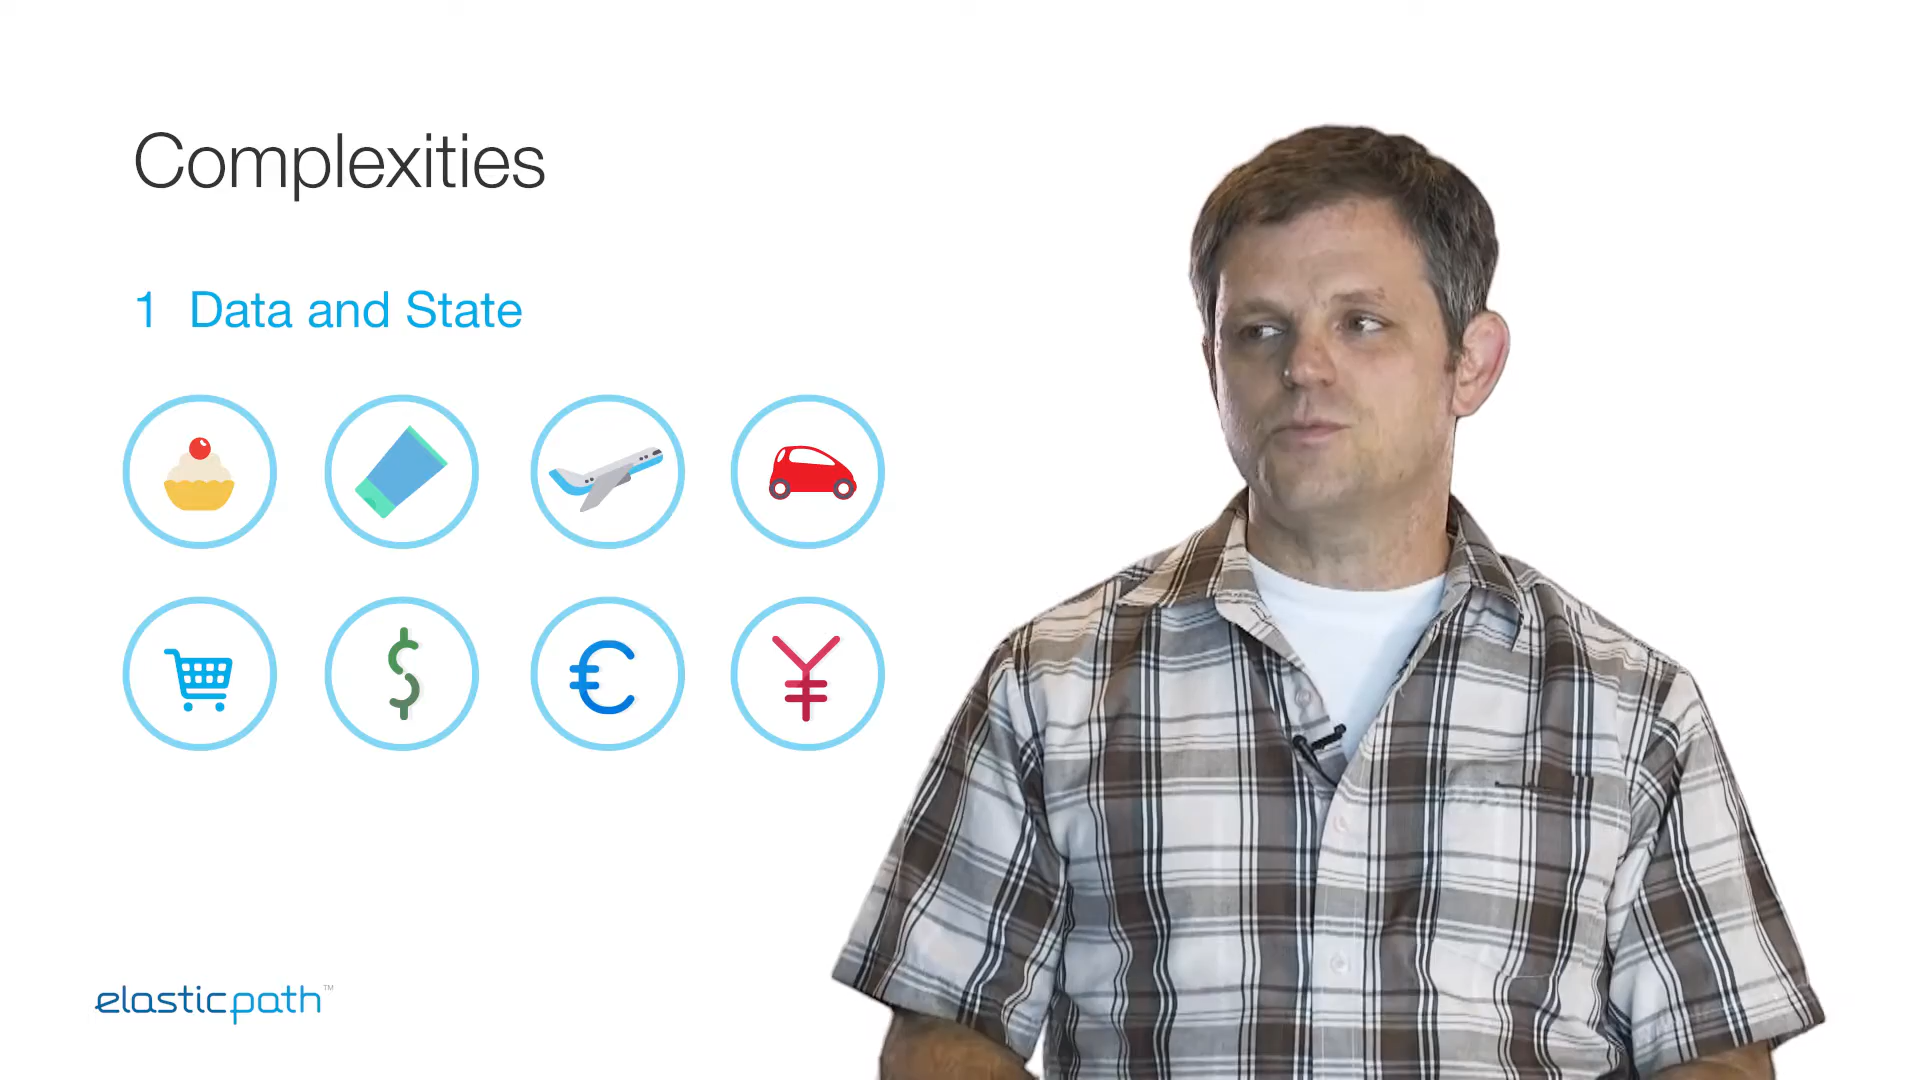 Complexities
1 Data and State
$
€
¥
elasticpath™